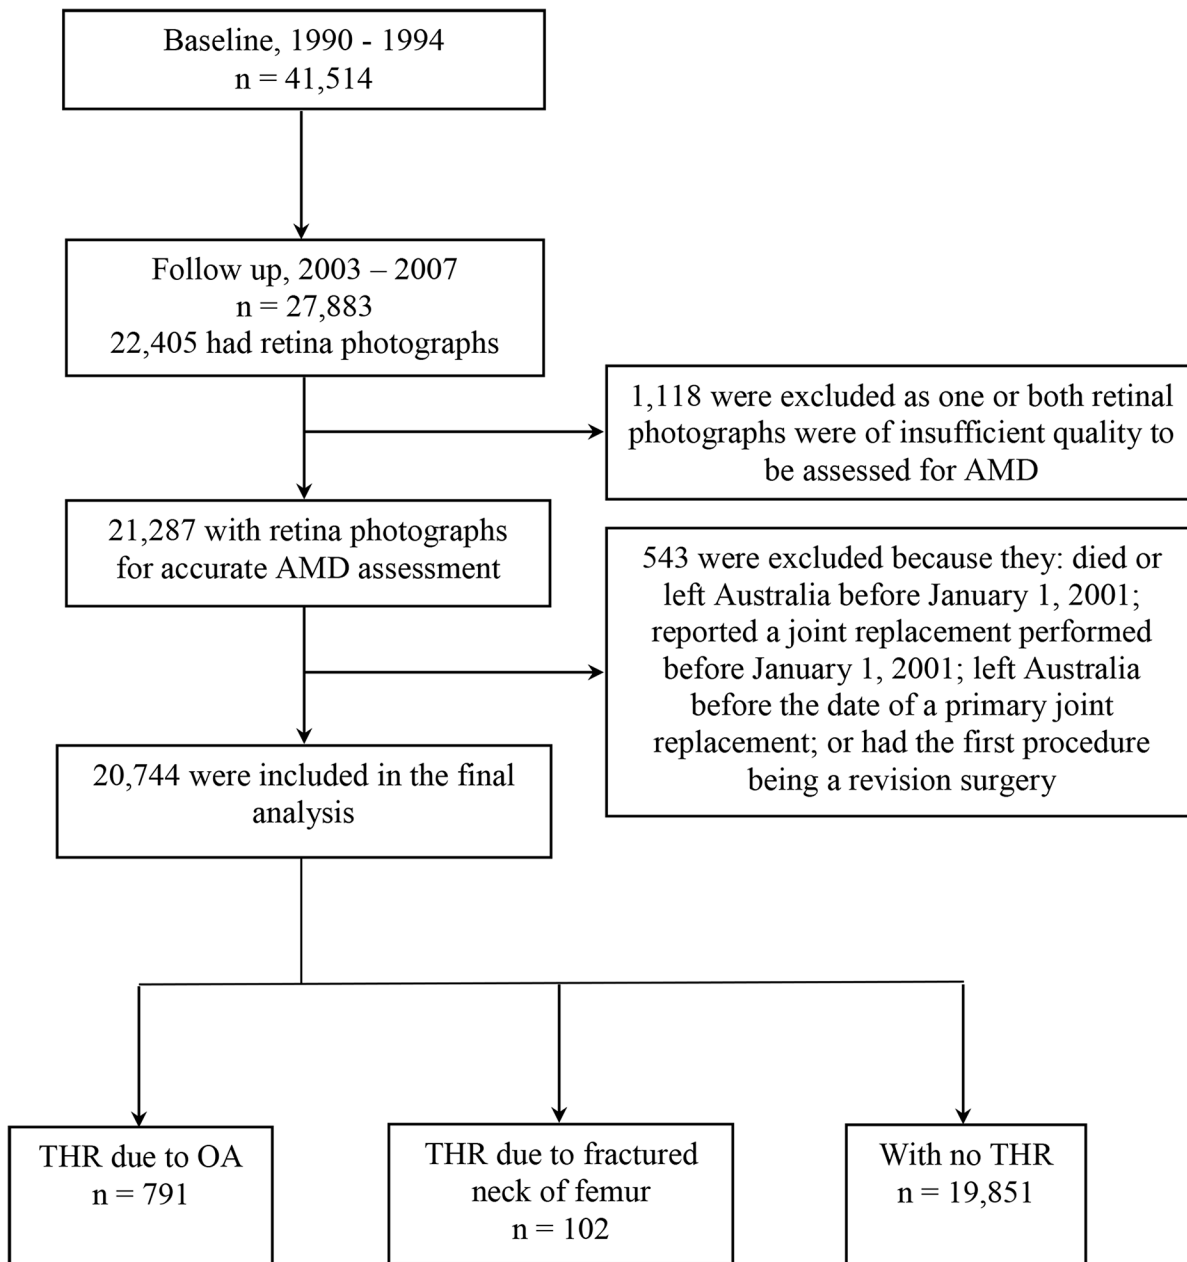 Baseline, 1990 - 1994
n = 41,514
Follow up, 2003 – 2007
n = 27,883
22,405 had retina photographs
1,118 were excluded as one or both retinal
photographs were of insufficient quality to
be assessed for AMD
21,287 with retina photographs
for accurate AMD assessment
543 were excluded because they: died or
left Australia before January 1, 2001;
reported a joint replacement performed
before January 1, 2001; left Australia
before the date of a primary joint
replacement; or had the first procedure
being a revision surgery
20,744 were included in the final
analysis
THR due to OA
n = 791
THR due to fractured
neck of femur
n = 102
With no THR
n = 19,851